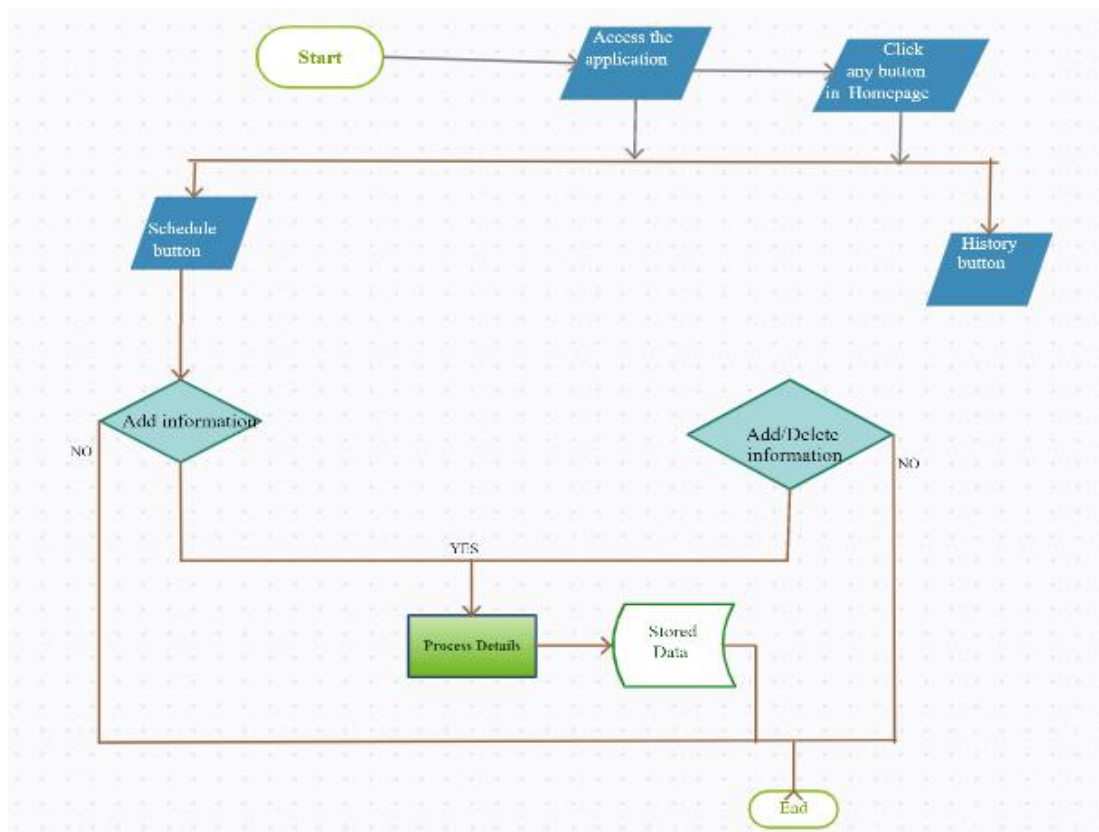 Start
Access the
application
Click
any button
in Homepage
Schedule
button
History
button
Add information
Add/Delete
information
NO
NO
YES
Process Details
Stored
Data
End